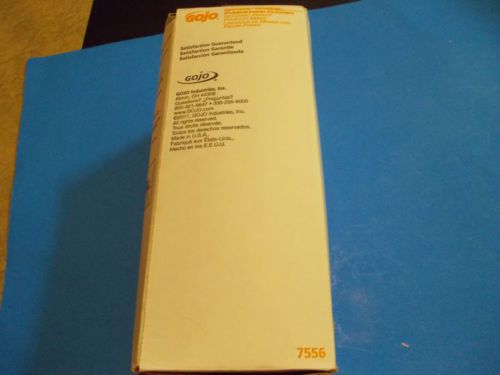 GOJO
Satisfaction Guaranteed
Satisfaction Garantie
Satisfacción Garantizada
GOJO
GOJO Industries, Inc.
Akron, OH 44309
Questions? ¿Preguntas?
800-321-9647 • 330-255-6000
www.GOJO.com
©2011, GOJO Industries, Inc.
All rights reserved.
Tous droits réservés.
Todos los derechos reservados.
Made in U.S.A.,
Fabriqué aux États-Unis,
Hecho en los E.E.U.U.
7556